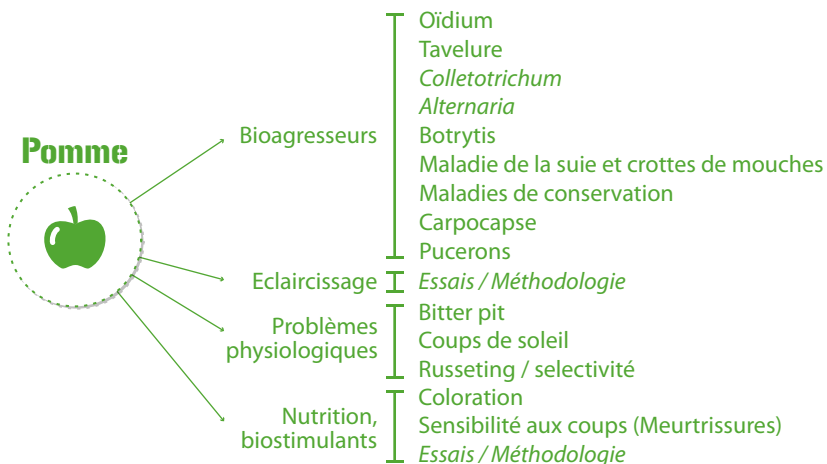 Pomme
Bioagresseurs
Oïdium
Tavelure
Colletotrichum
Alternaria
Botrytis
Maladie de la suie et crottes de mouches
Maladies de conservation
Carpocapse
Pucerons
Eclaircissage
Essais / Méthodologie
Problèmes
physiologiques
Bitter pit
Coups de soleil
Russeting / selectivité
Nutrition,
biostimulants
Coloration
Sensibilité aux coups (Meurtrissures)
Essais / Méthodologie